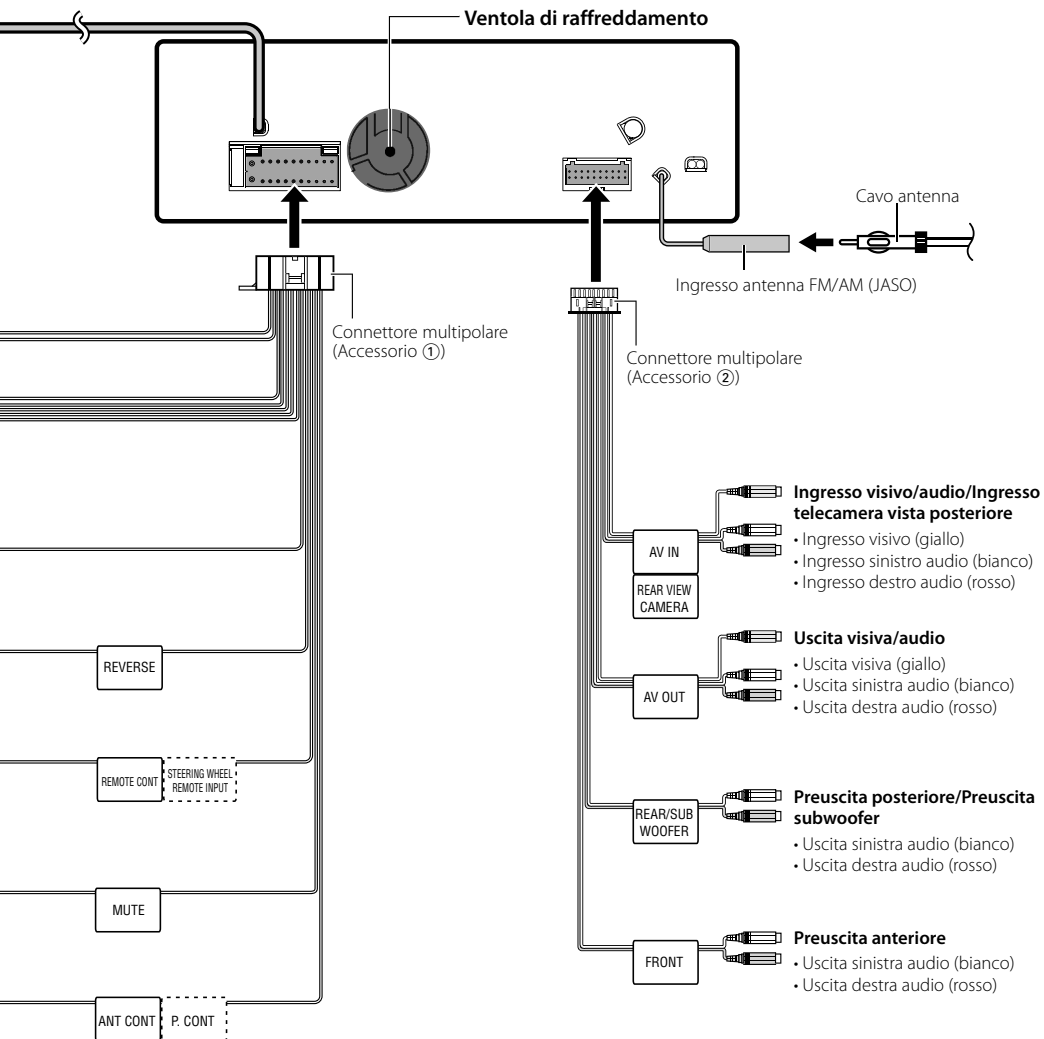 Ventola di raffreddamento
Cavo antenna
Ingresso antenna FM/AM (JASO)
Connettore multipolare
(Accessorio ①)
Connettore multipolare
(Accessorio ②)
AV IN
REAR VIEW
CAMERA
Ingresso visivo/audio/Ingresso
telecamera vista posteriore
• Ingresso visivo (giallo)
• Ingresso sinistro audio (bianco)
• Ingresso destro audio (rosso)
REVERSE
AV OUT
Uscita visiva/audio
• Uscita visiva (giallo)
• Uscita sinistra audio (bianco)
• Uscita destra audio (rosso)
REMOTE CONT
STEERING WHEEL
REMOTE INPUT
REAR/SUB
WOOFER
Preuscita posteriore/Preuscita
subwoofer
• Uscita sinistra audio (bianco)
• Uscita destra audio (rosso)
MUTE
FRONT
Preuscita anteriore
• Uscita sinistra audio (bianco)
• Uscita destra audio (rosso)
ANT CONT
P. CONT